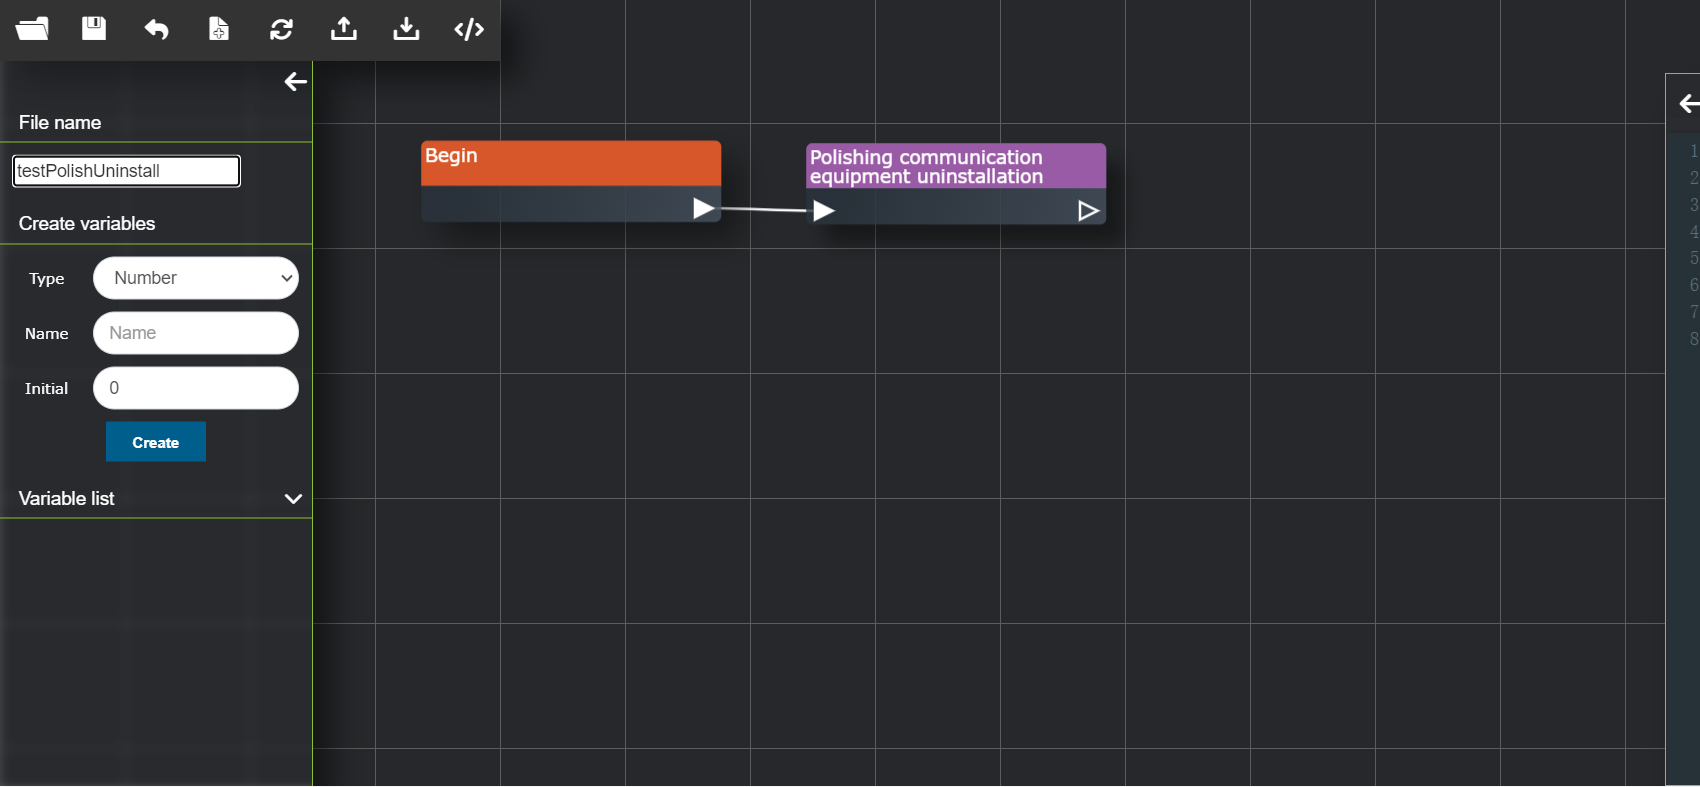 File name
testPolishUninstall
Create variables
Type
Number
Name
Name
Initial
0
Create
Variable list
Begin
Polishing communication
equipment uninstallation
1
2
3
4
5
6
7
8